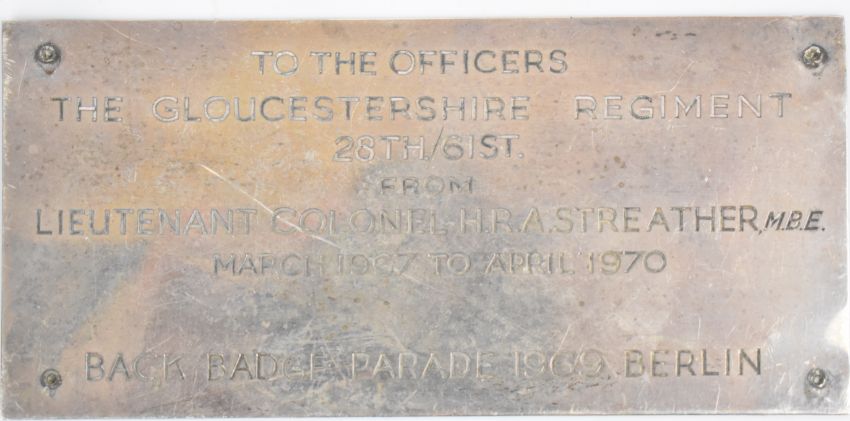 TO THE OFFICERS
THE GLOUCESTERSHIRE REGIMENT
28TH./61ST.
FROM
LIEUTENANT COLONEL H.R.A. STREATHER, M.B.E.
MARCH 1967 TO APRIL 1970
BACK BADGE PARADE 1969 BERLIN